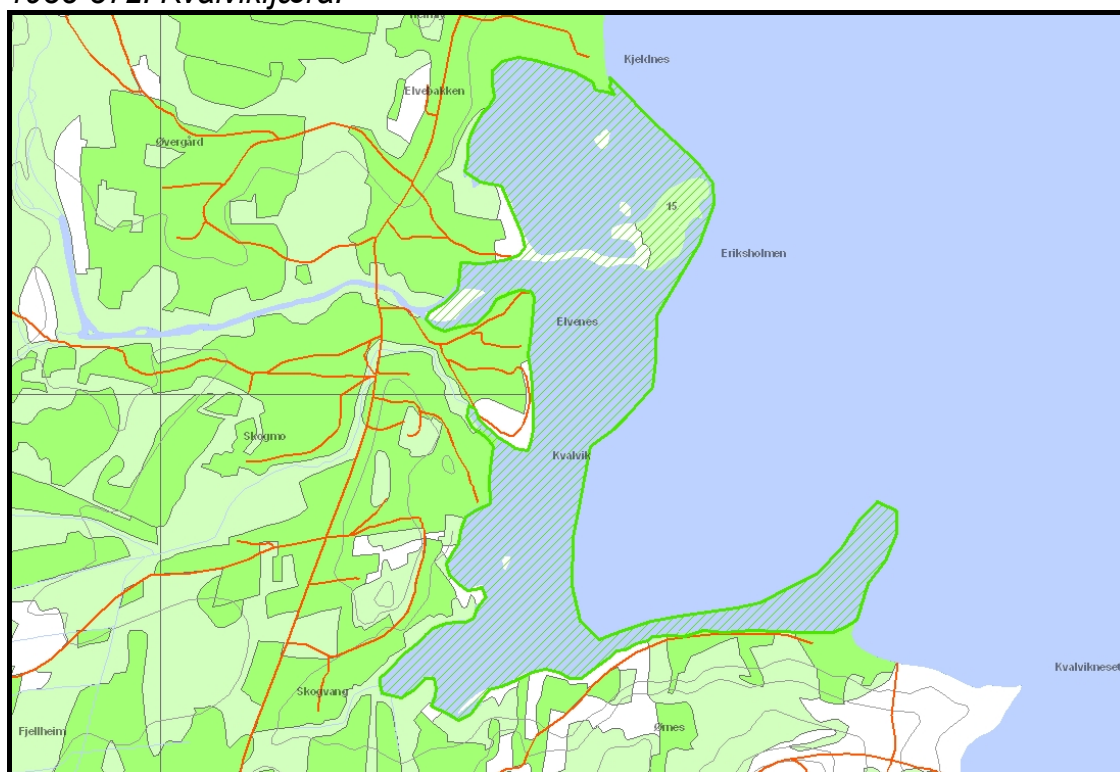 Kjeldnes
Elvebakken
Øvergård
15
Eriksholmen
Elvenes
Skogmo
Kvalvik
Kvalvikneset
Skogvang
Fjellheim
Ørnes